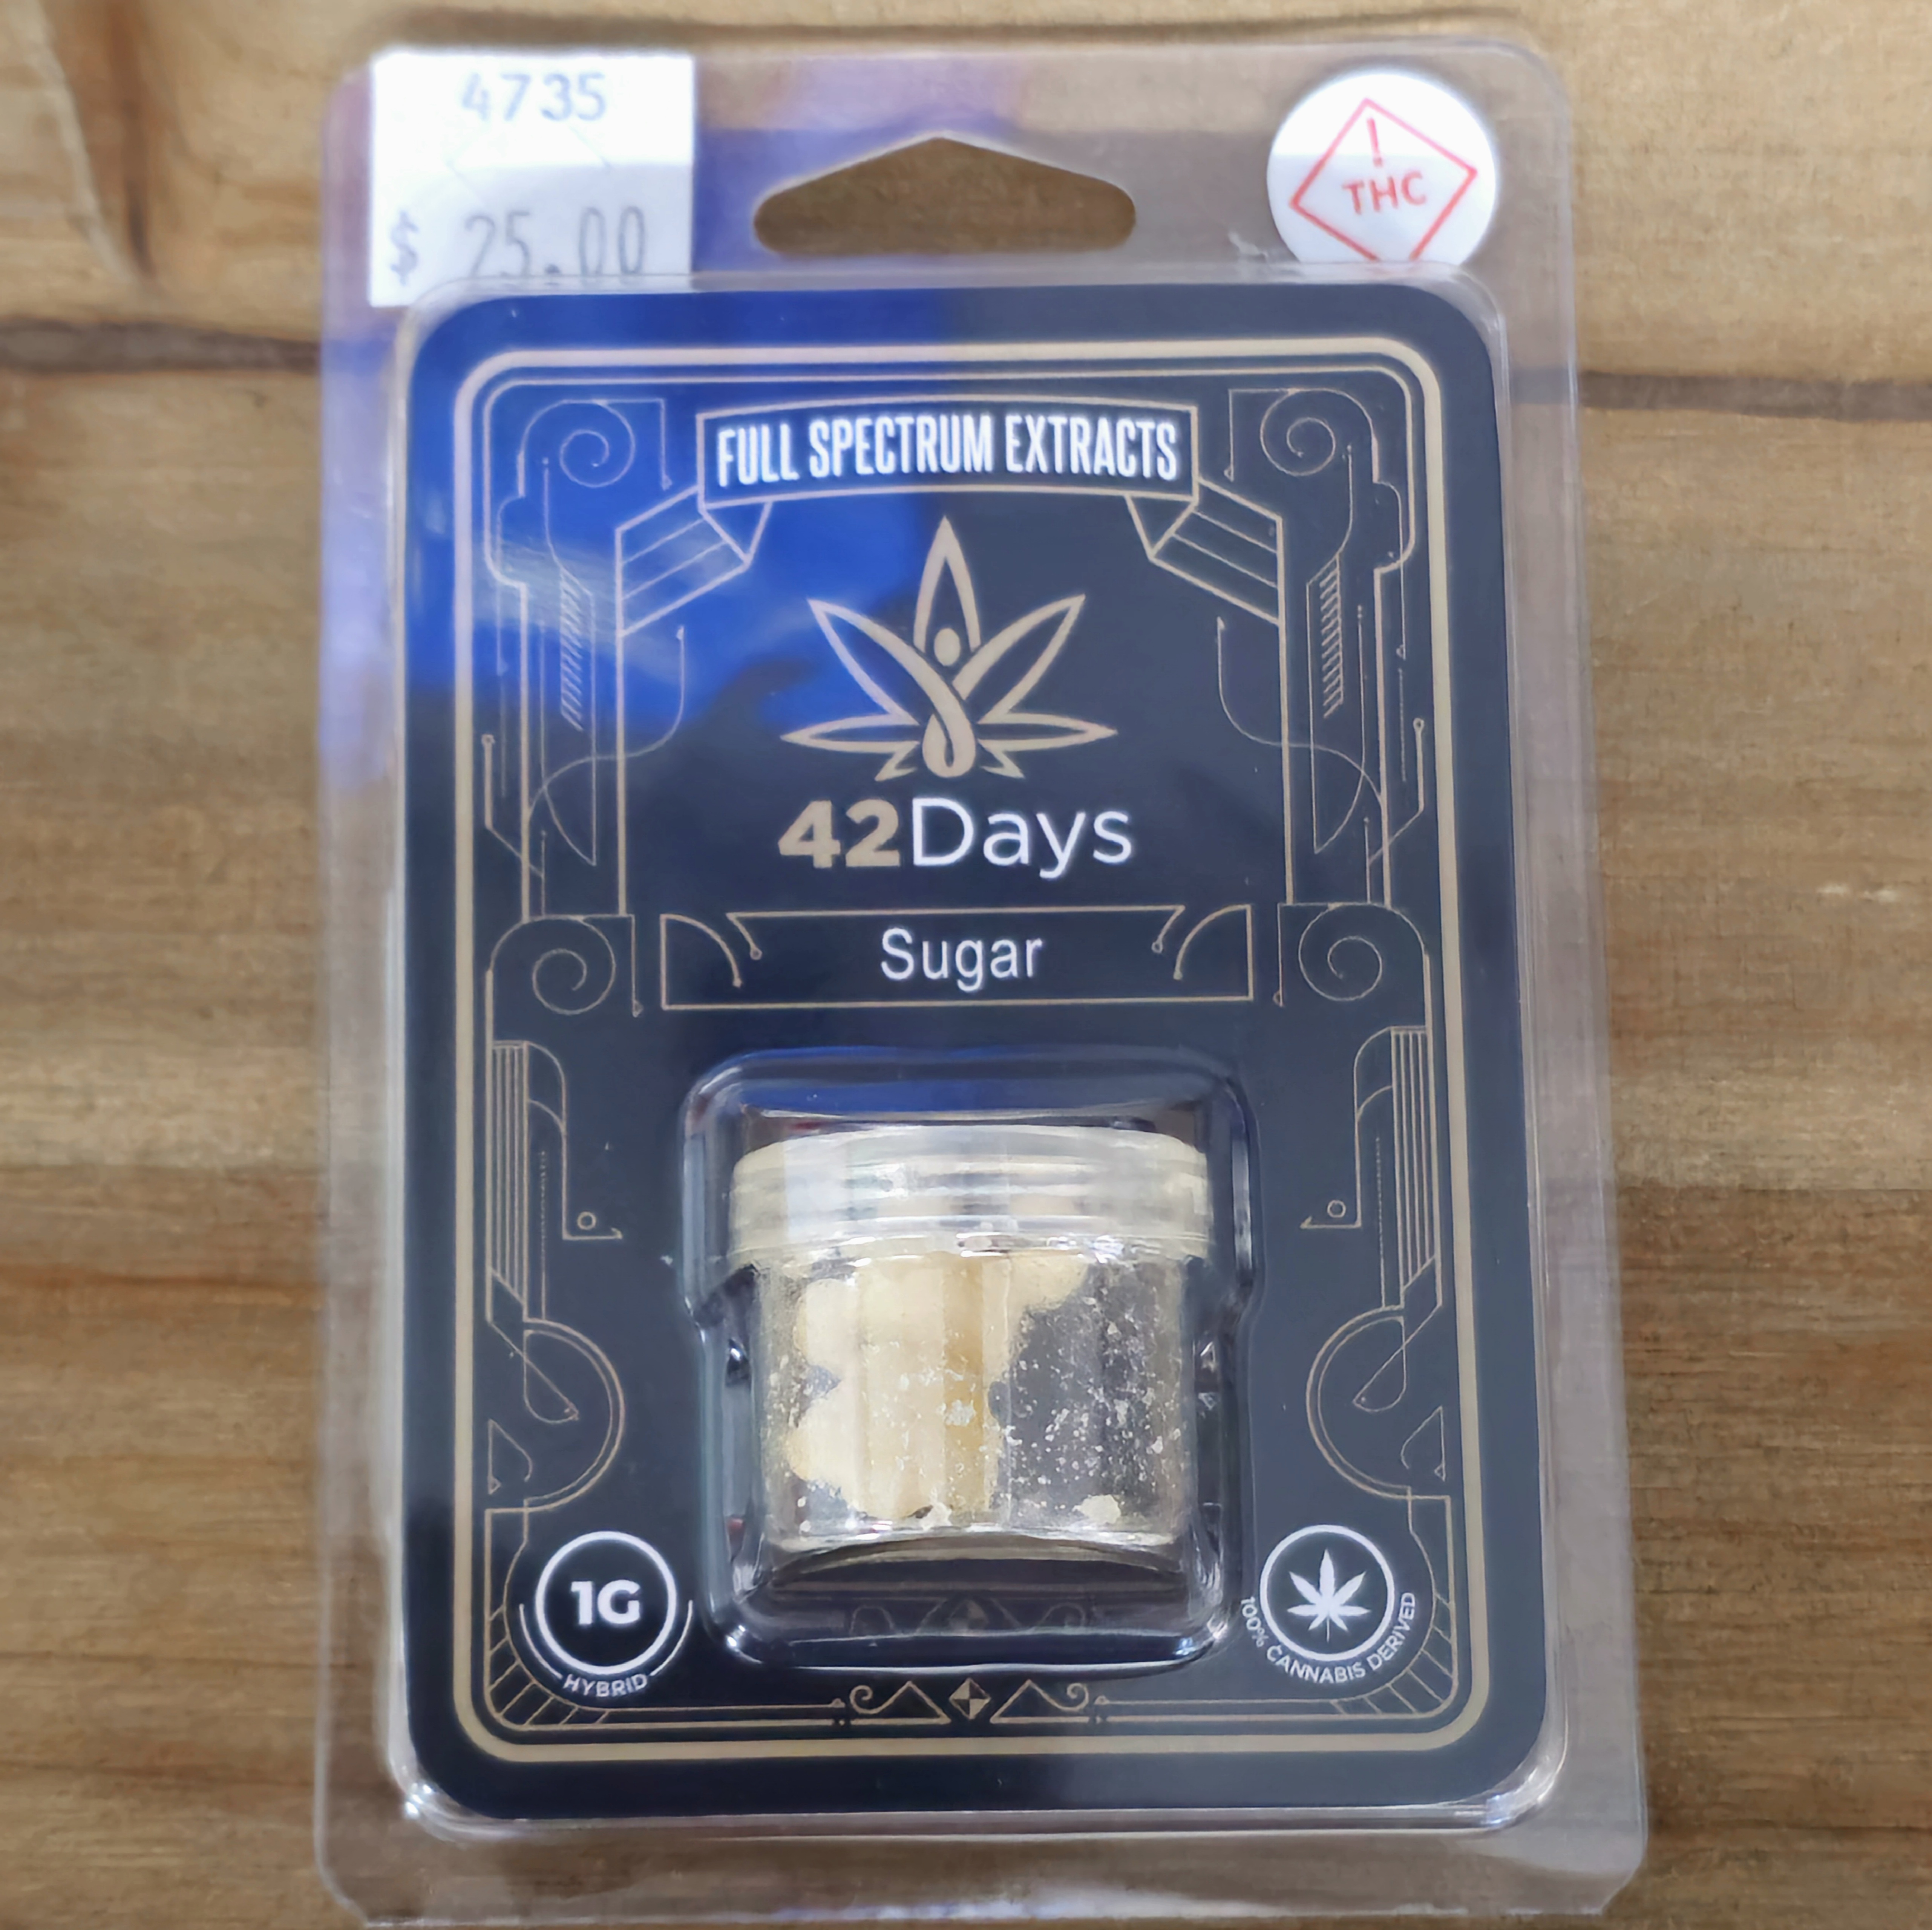 4735
$ 25.00
!
THC
FULL SPECTRUM EXTRACTS
42Days
Sugar
1G
HYBRID
100% CANNABIS DERIVED